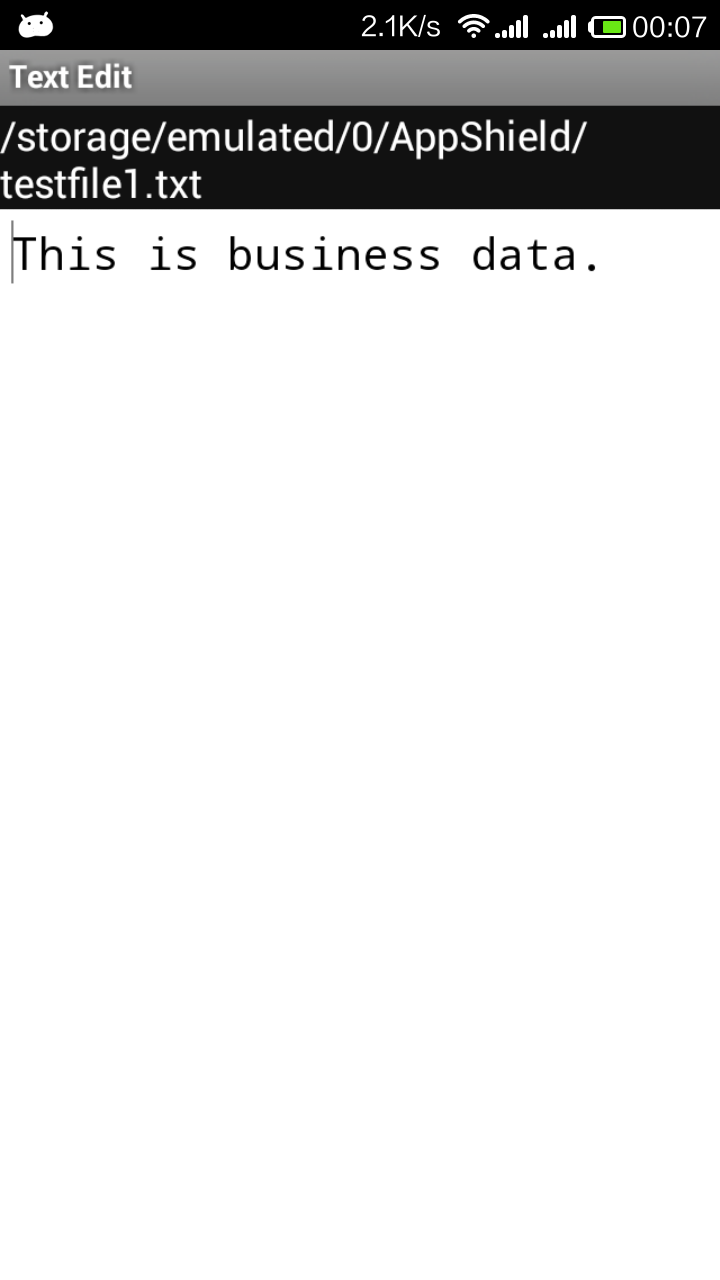 2.1K/s 00:07
Text Edit
/storage/emulated/0/AppShield/
testfile1.txt
This is business data.